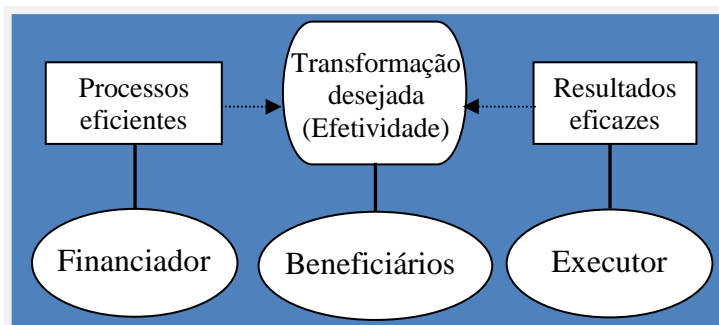 Processos
eficientes
Transformação
desejada
(Efetividade)
Resultados
eficazes
Financiador
Beneficiários
Executor